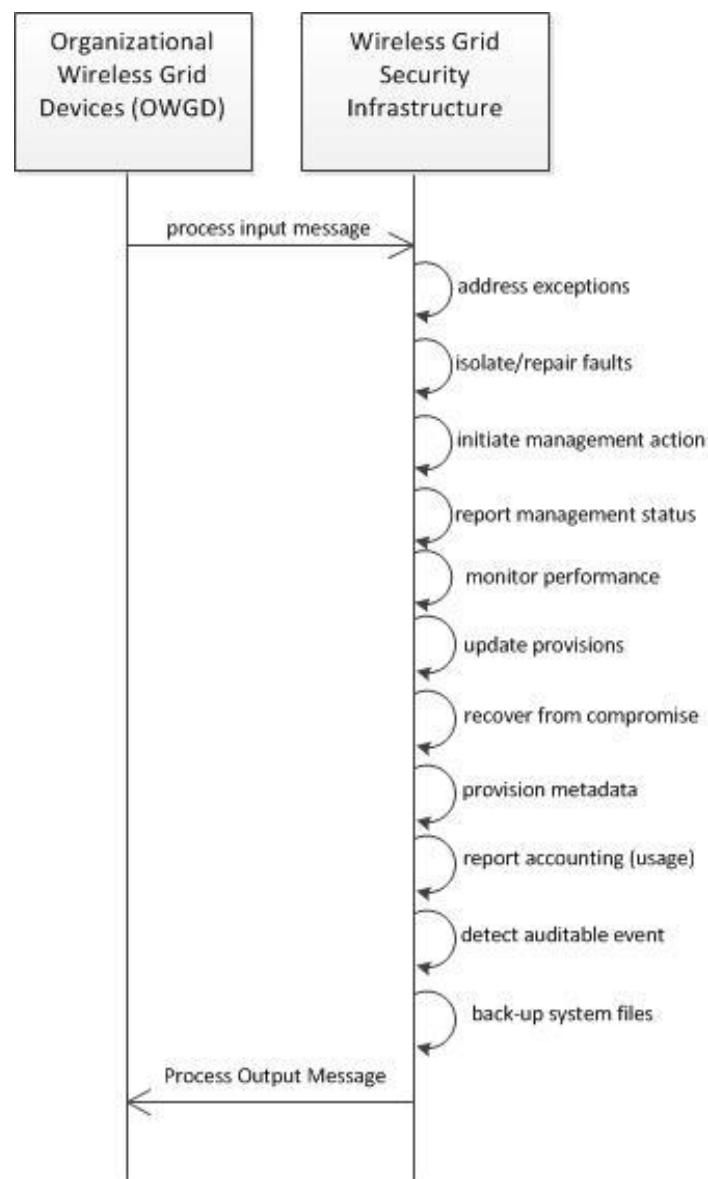 Organizational
Wireless Grid
Devices (OWGD)
Wireless Grid
Security
Infrastructure
process input message
address exceptions
isolate/repair faults
initiate management action
report management status
monitor performance
update provisions
recover from compromise
provision metadata
report accounting (usage)
detect auditable event
back-up system files
Process Output Message